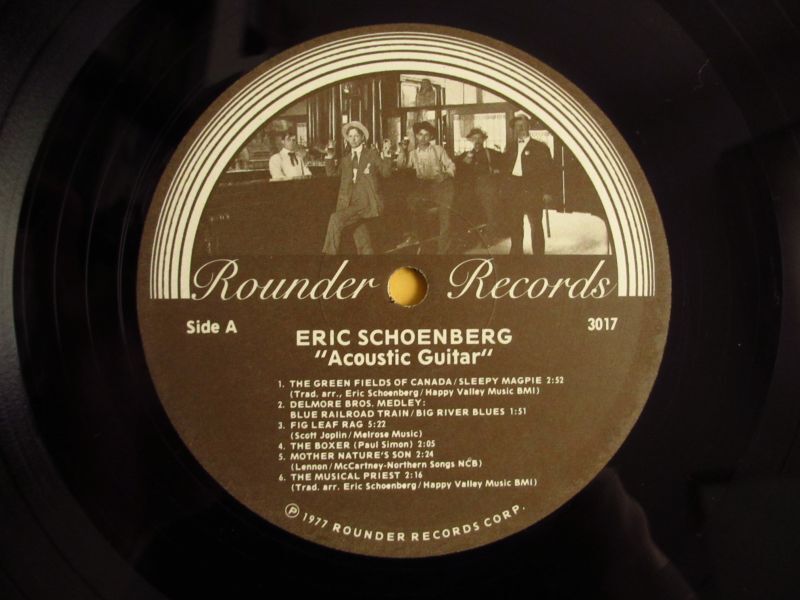 Rounder Records
Side A
3017
ERIC SCHOENBERG
"Acoustic Guitar"
1. THE GREEN FIELDS OF CANADA/SLEEPY MAGPIE 2:52
(Trad. arr., Eric Schoenberg/Happy Valley Music BMI)
2. DELMORE BROS. MEDLEY:
BLUE RAILROAD TRAIN/BIG RIVER BLUES 1:51
3. FIG LEAF RAG 5:22
(Scott Joplin/Melrose Music)
4. THE BOXER (Paul Simon) 2:05
5. MOTHER NATURE'S SON 2:24
(Lennon/McCartney-Northern Songs NCB)
6. THE MUSICAL PRIEST 2:16
(Trad. arr. Eric Schoenberg/Happy Valley Music BMI)
Ⓟ 1977 ROUNDER RECORDS CORP.